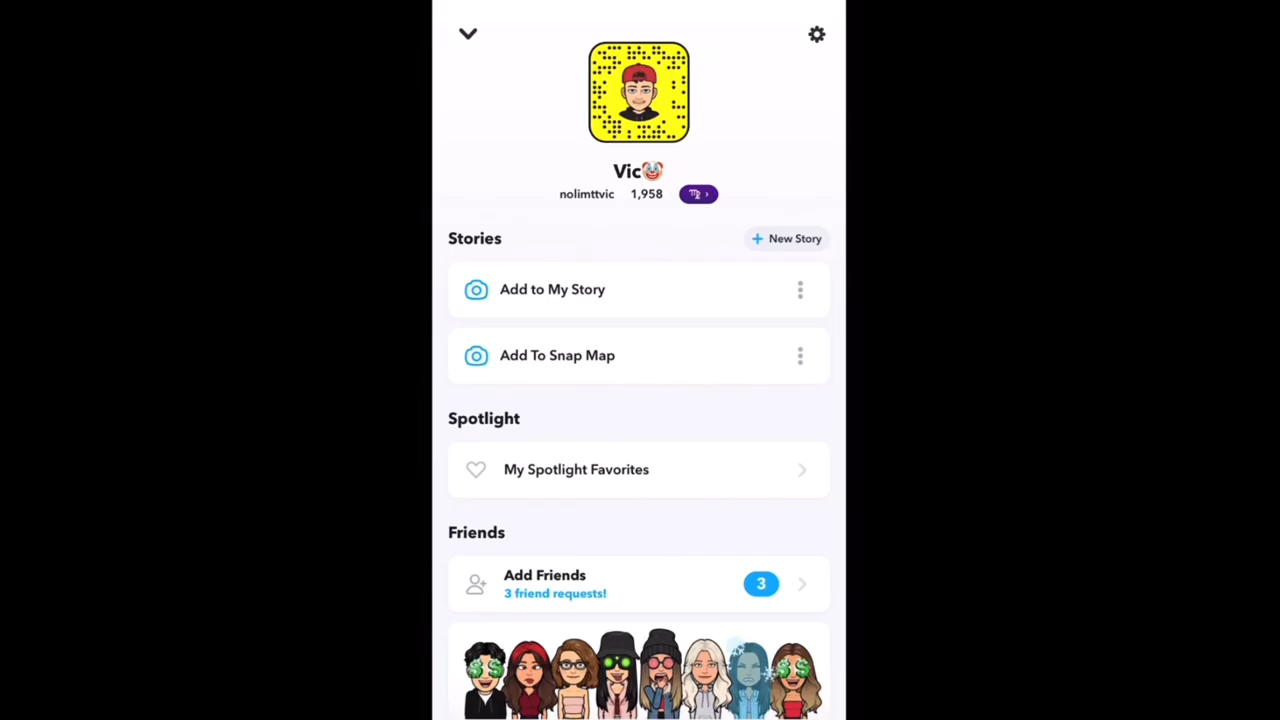 Vic🤡
nolimttvic 1,958 ♍ ›
Stories
+ New Story
Add to My Story
Add To Snap Map
Spotlight
My Spotlight Favorites
Friends
Add Friends
3 friend requests!
3